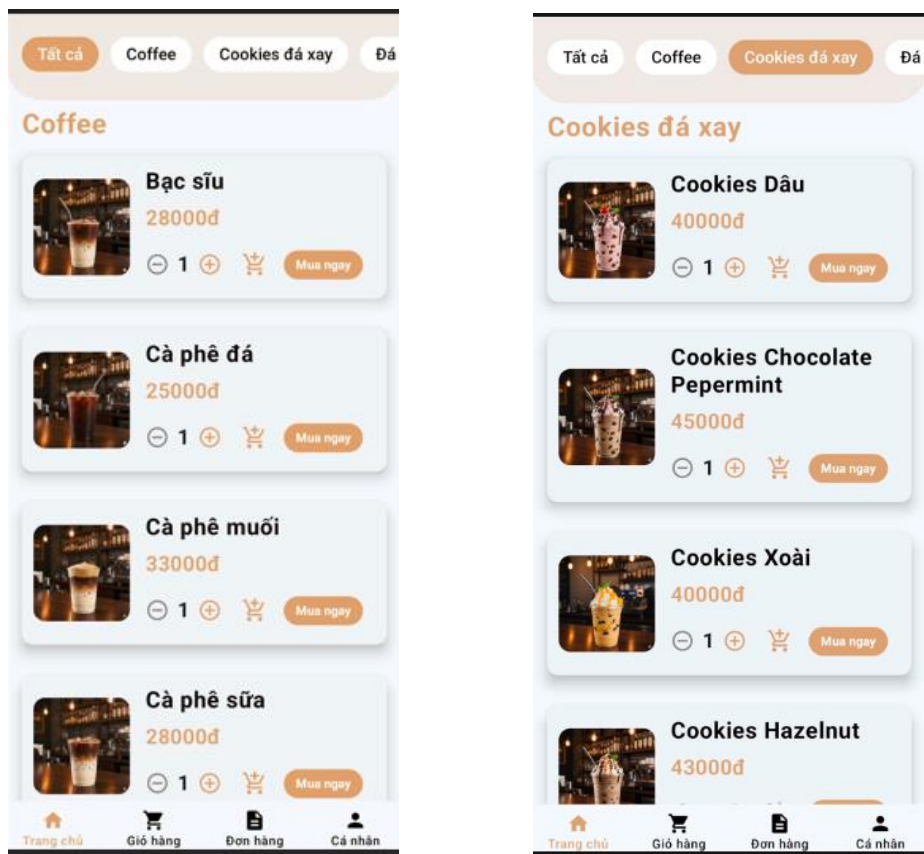 Tất cả Coffee Cookies đá xay Đá
Coffee
Bạc sĩu
28000đ
1 Mua ngay
Cà phê đá
25000đ
1 Mua ngay
Cà phê muối
33000đ
1 Mua ngay
Cà phê sữa
28000đ
1 Mua ngay
Trang chủ Giỏ hàng Đơn hàng Cá nhân
Tất cả Coffee Cookies đá xay Đá
Cookies đá xay
Cookies Dâu
40000đ
1 Mua ngay
Cookies Chocolate
Pepermint
45000đ
1 Mua ngay
Cookies Xoài
40000đ
1 Mua ngay
Cookies Hazelnut
43000đ
Trang chủ Giỏ hàng Đơn hàng Cá nhân